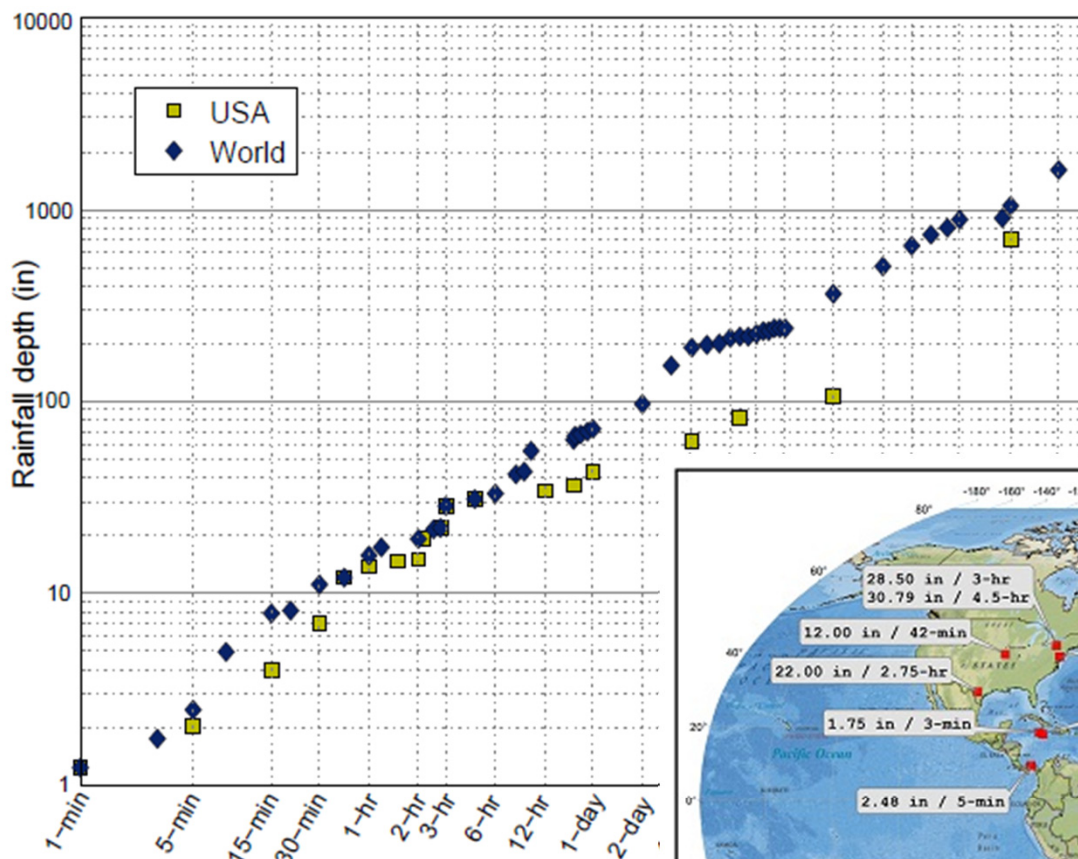 10000
USA
World
1000
100
10
1
Rainfall depth (in)
1-min
5-min
15-min
30-min
1-hr
2-hr
3-hr
6-hr
12-hr
1-day
2-day
-180° -160° -140°
80°
60°
40°
20°
0°
28.50 in / 3-hr
30.79 in / 4.5-hr
12.00 in / 42-min
22.00 in / 2.75-hr
1.75 in / 3-min
Pacific Ocean
2.48 in / 5-min